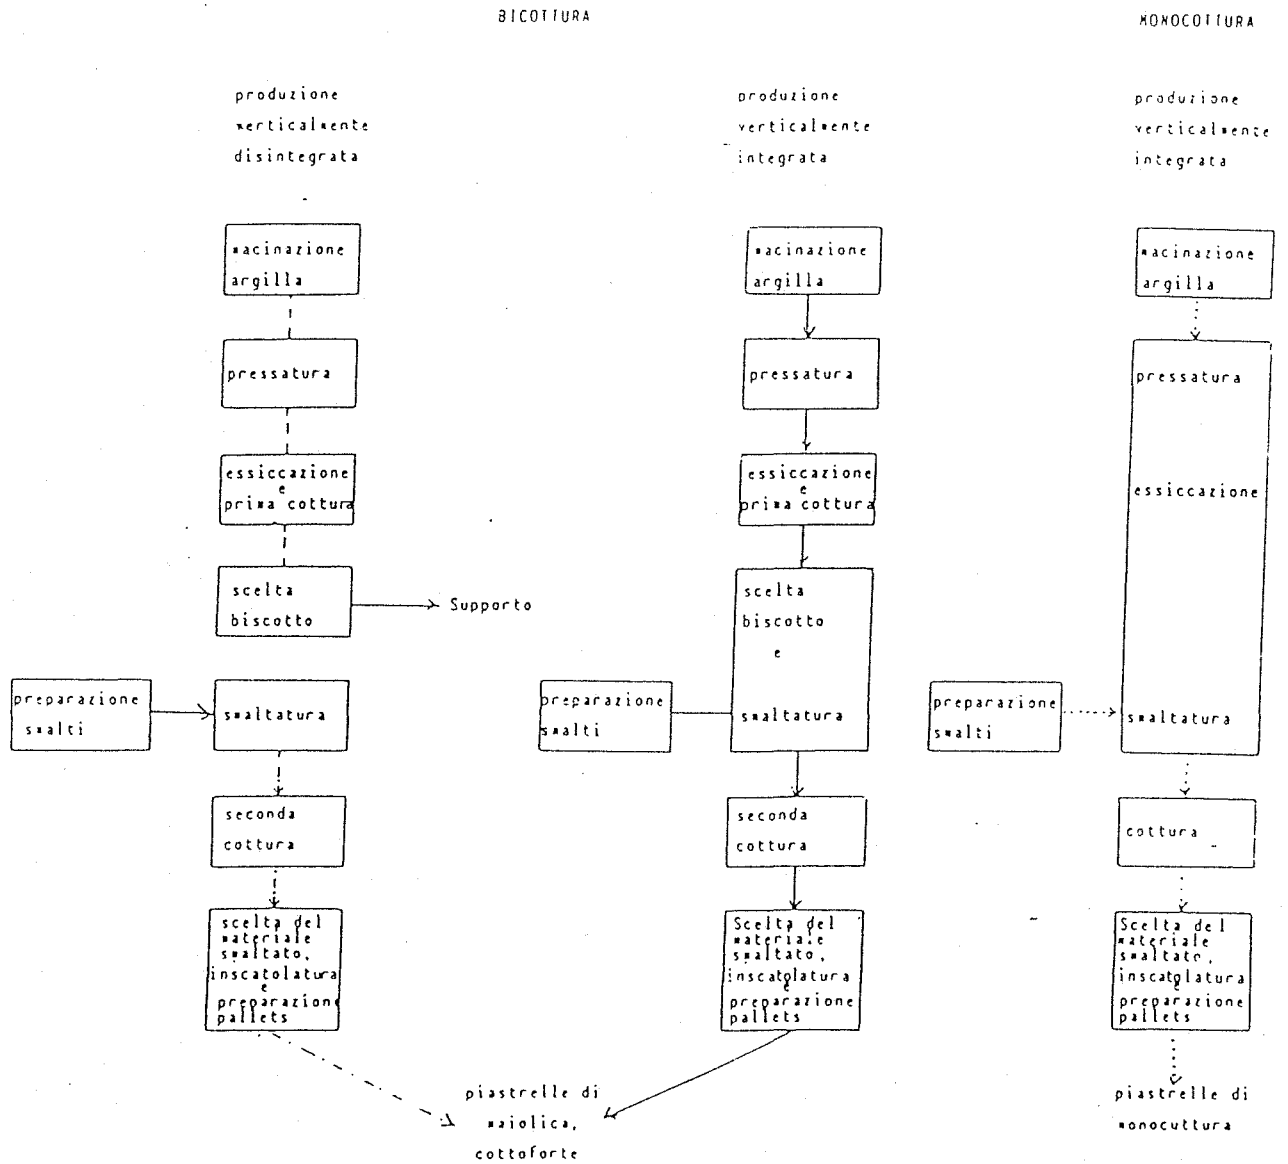 BICOTTURA
MONOCOTTURA
produzione
verticalmente
disintegrata
macinazione
argilla
pressatura
essiccazione
e
prima cottura
scelta
biscotto
Supporto
preparazione
smalti
smaltatura
seconda
cottura
scelta del
materiale
smaltato,
inscatolatura
e
preparazione
pallets
produzione
verticalmente
integrata
macinazione
argilla
pressatura
essiccazione
e
prima cottura
scelta
biscotto
e
smaltatura
preparazione
smalti
seconda
cottura
Scelta del
materiale
smaltato,
inscatolatura
e
preparazione
pallets
piastrelle di
maiolica,
cottoforte
produzione
verticalmente
integrata
macinazione
argilla
pressatura
essiccazione
smaltatura
preparazione
smalti
cottura
Scelta del
materiale
smaltato,
inscatolatura
e
preparazione
pallets
piastrelle di
monocuttura